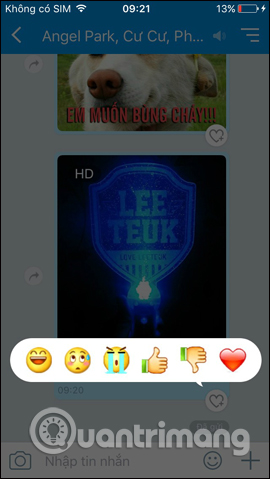 Không có SIM 09:21 13%
Angel Park, Cư Cư, Ph...
EM MUỐN BÙNG CHÁY!!!
HD
LEE
TEUK
09:20
Quantrimang
Nhập tin nhắn